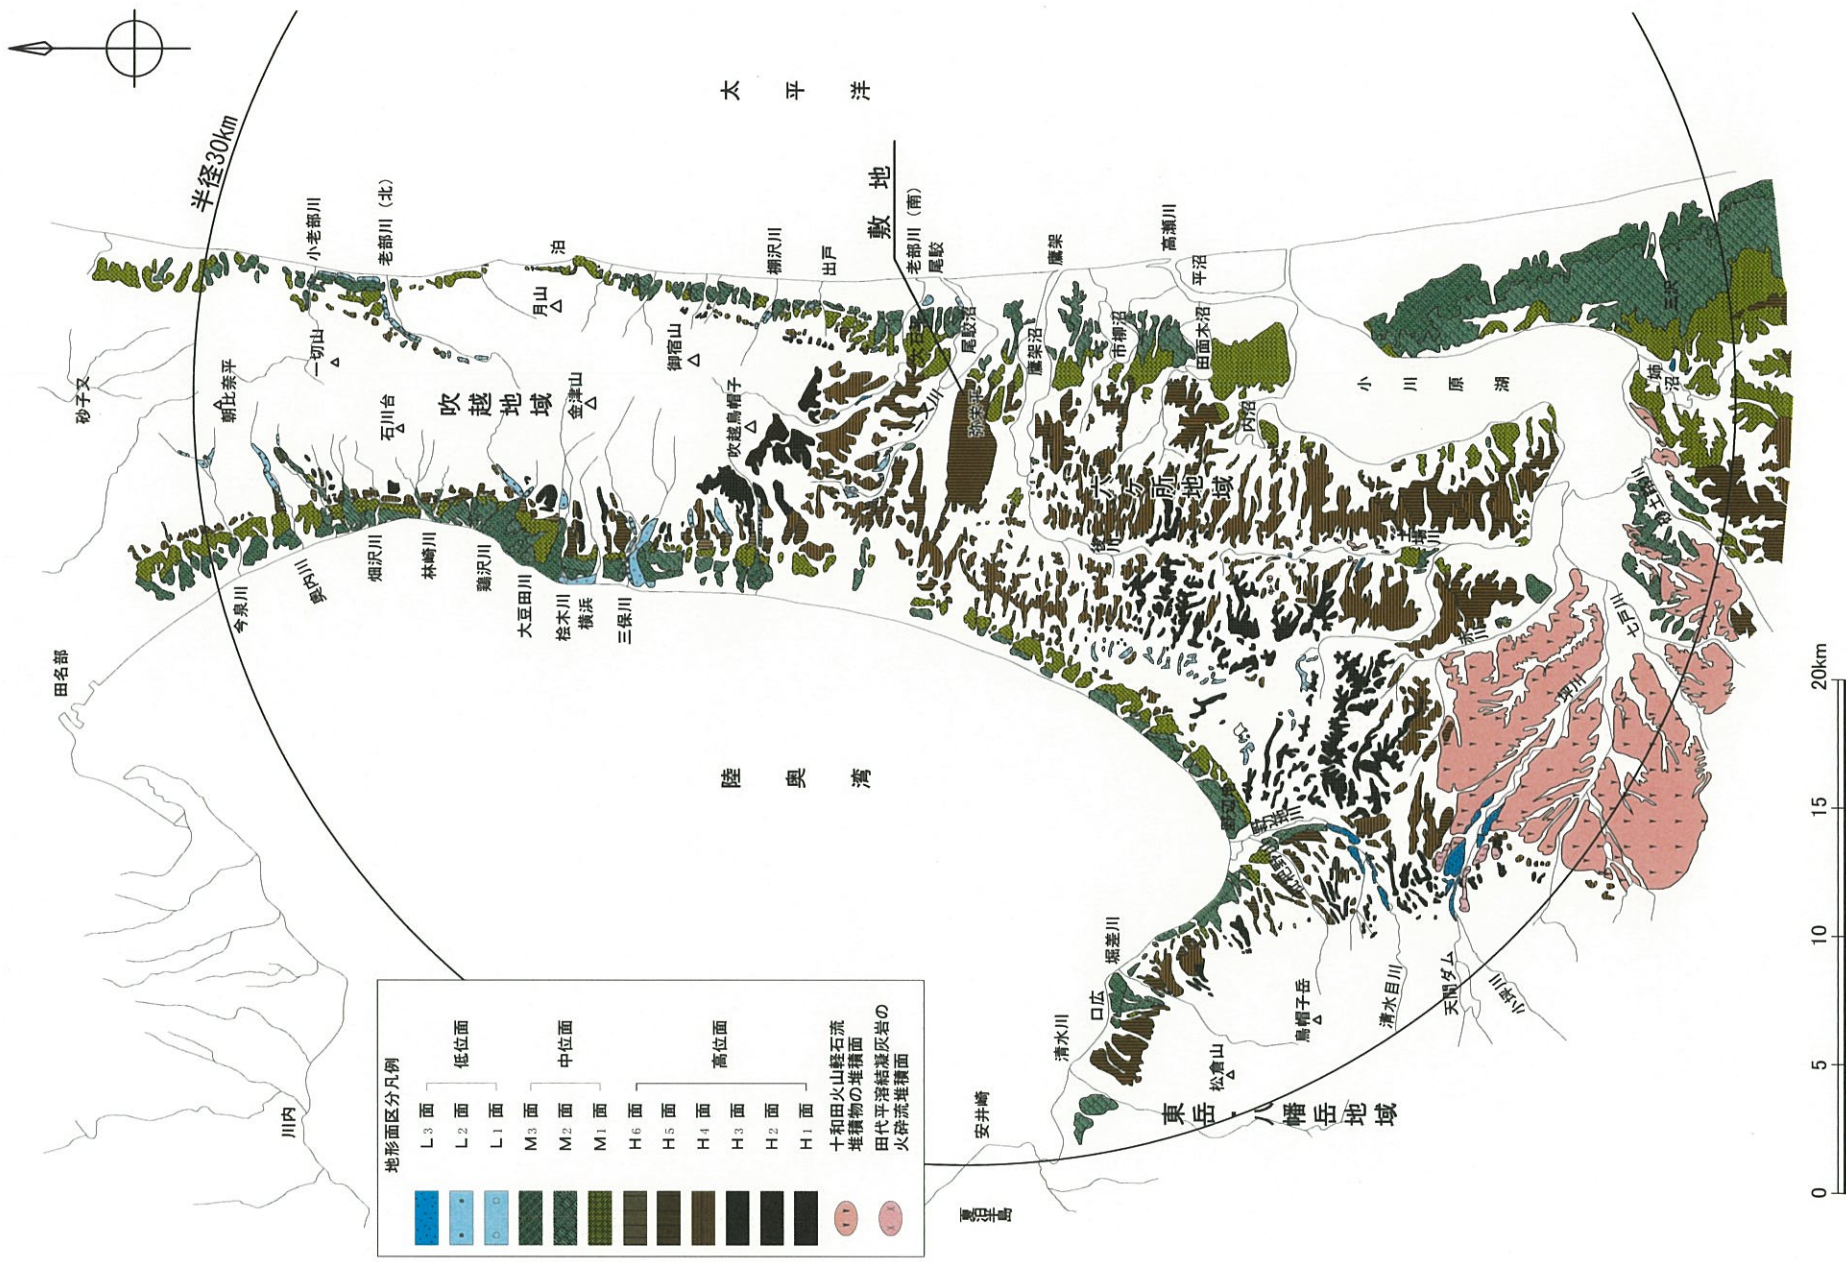 半径30km
太平洋
敷地
砂子又
小老部川
老部川（北）
泊
棚沢川
出戸
老部川（南）
尾駮
鷹架
高瀬川
平沼
一切山
朝比奈平
石川台
吹越地域
月山
金津山
御宿山
吹越烏帽子
二又川
弥栄平
尾駮沼
鷹架沼
市柳沼
田面木沼
内沼
小川原湖
三沢
姉沼
六ケ所地域
今泉川
奥内川
畑沢川
林崎川
鶏沢川
大豆田川
桧木川
横浜
三保川
田名部
陸奥湾
赤川
坪川
七戸川
堀差川
口広
清水川
烏帽子岳
清水目川
天間ダム
小坪川
松倉山
東岳・八幡岳地域
安井崎
夏泊半島
川内
地形面区分凡例
L3面
L2面
L1面
低位面
M3面
M2面
M1面
中位面
H6面
H5面
H4面
H3面
H2面
H1面
高位面
十和田火山軽石流
堆積物の堆積面
田代平溶結凝灰岩の
火砕流堆積面
0
5
10
15
20km